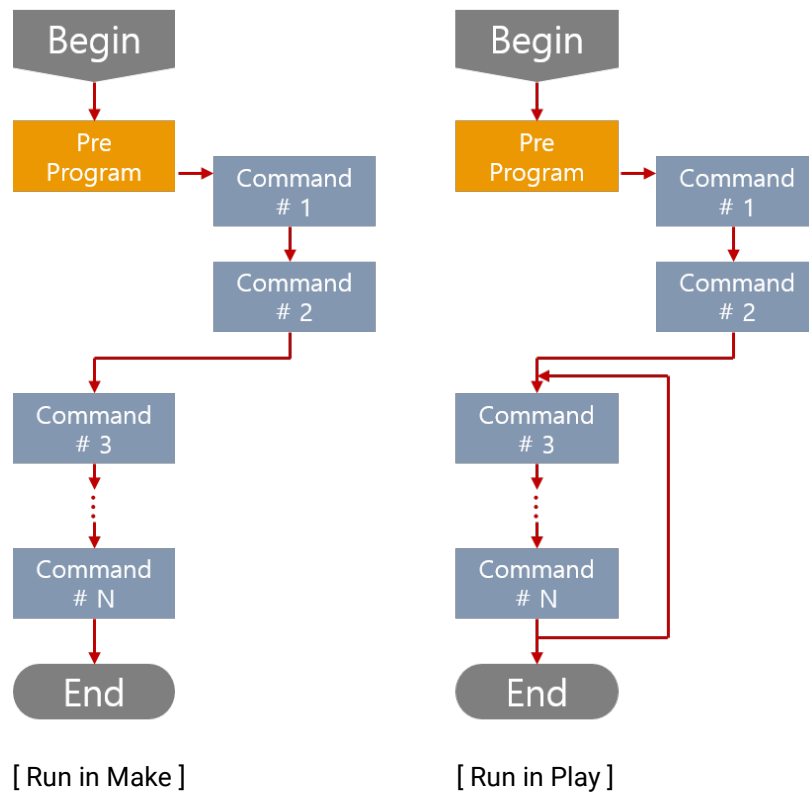 Begin
Pre
Program
Command
# 1
Command
# 2
Command
# 3
Command
# N
End
[ Run in Make ]
Begin
Pre
Program
Command
# 1
Command
# 2
Command
# 3
Command
# N
End
[ Run in Play ]